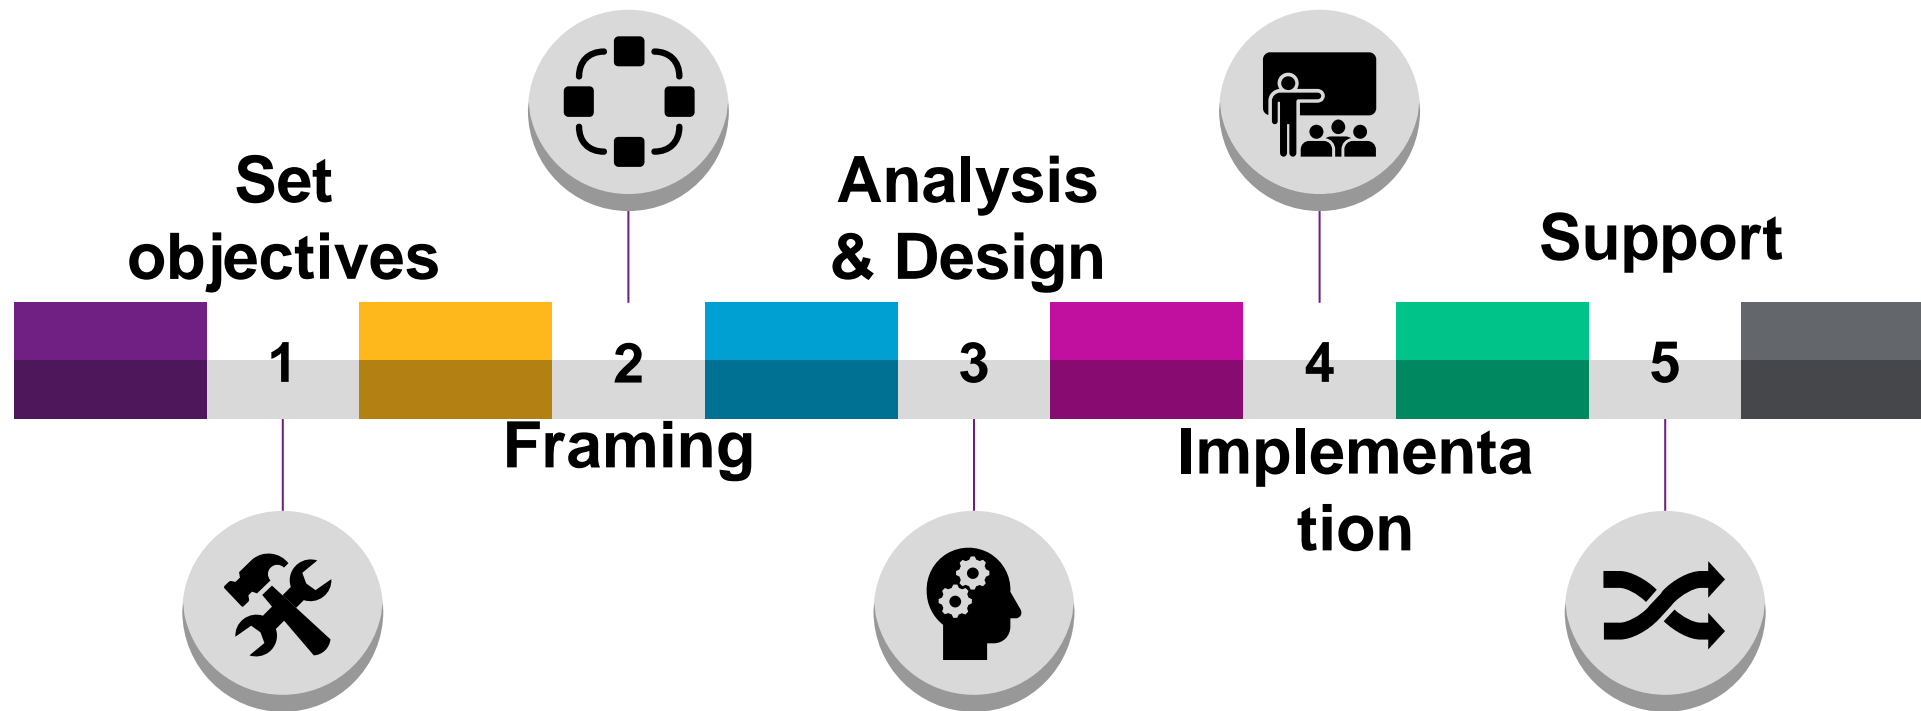 Set
objectives
Analysis
& Design
Support
1
2
3
4
5
Framing
Implementa
tion